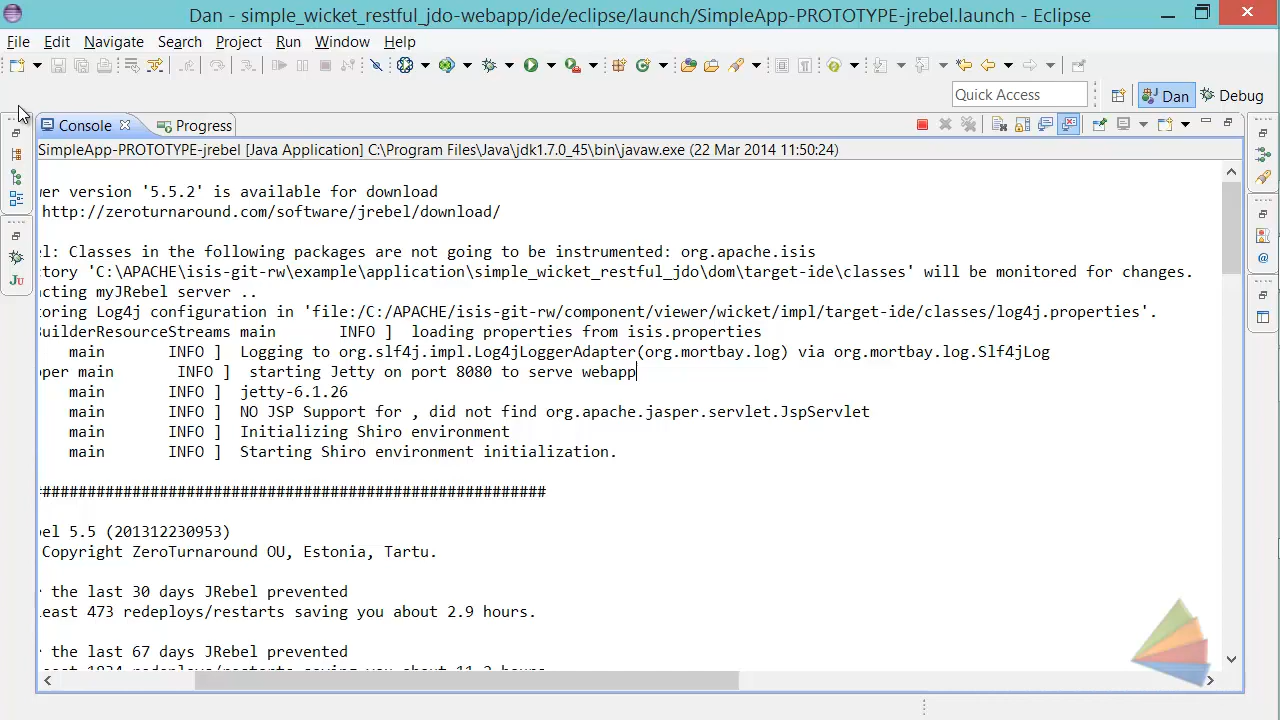 Dan - simple_wicket_restful_jdo-webapp/ide/eclipse/launch/SimpleApp-PROTOTYPE-jrebel.launch - Eclipse
File Edit Navigate Search Project Run Window Help
Quick Access Dan Debug
Console Progress
SimpleApp-PROTOTYPE-jrebel [Java Application] C:\Program Files\Java\jdk1.7.0_45\bin\javaw.exe (22 Mar 2014 11:50:24)
wer version '5.5.2' is available for download
http://zeroturnaround.com/software/jrebel/download/
el: Classes in the following packages are not going to be instrumented: org.apache.isis
ctory 'C:\APACHE\isis-git-rw\example\application\simple_wicket_restful_jdo\dom\target-ide\classes' will be monitored for changes.
acting myJRebel server ..
toring Log4j configuration in 'file:/C:/APACHE/isis-git-rw/component/viewer/wicket/impl/target-ide/classes/log4j.properties'.
BuilderResourceStreams main INFO ] loading properties from isis.properties
main INFO ] Logging to org.slf4j.impl.Log4jLoggerAdapter(org.mortbay.log) via org.mortbay.log.Slf4jLog
pper main INFO ] starting Jetty on port 8080 to serve webapp
main INFO ] jetty-6.1.26
main INFO ] NO JSP Support for , did not find org.apache.jasper.servlet.JspServlet
main INFO ] Initializing Shiro environment
main INFO ] Starting Shiro environment initialization.
########################################################
el 5.5 (201312230953)
Copyright ZeroTurnaround OU, Estonia, Tartu.
the last 30 days JRebel prevented
least 473 redeploys/restarts saving you about 2.9 hours.
the last 67 days JRebel prevented